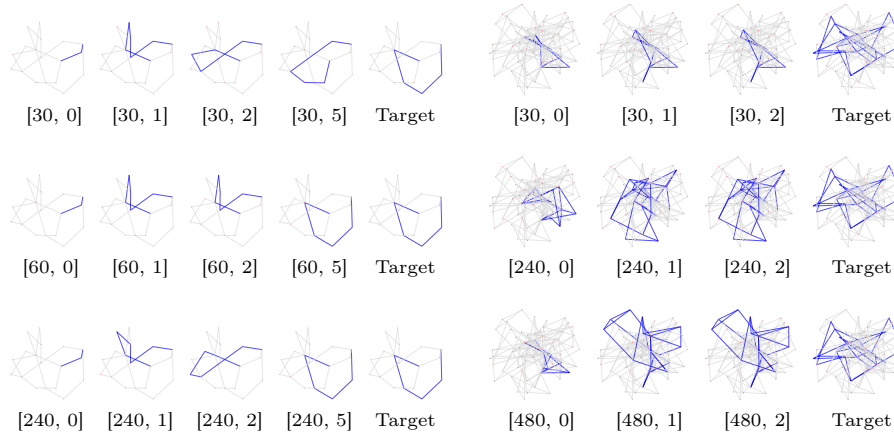 [30, 0] [30, 1] [30, 2] [30, 5] Target [30, 0] [30, 1] [30, 2] Target
[60, 0] [60, 1] [60, 2] [60, 5] Target [240, 0] [240, 1] [240, 2] Target
[240, 0] [240, 1] [240, 2] [240, 5] Target [480, 0] [480, 1] [480, 2] Target